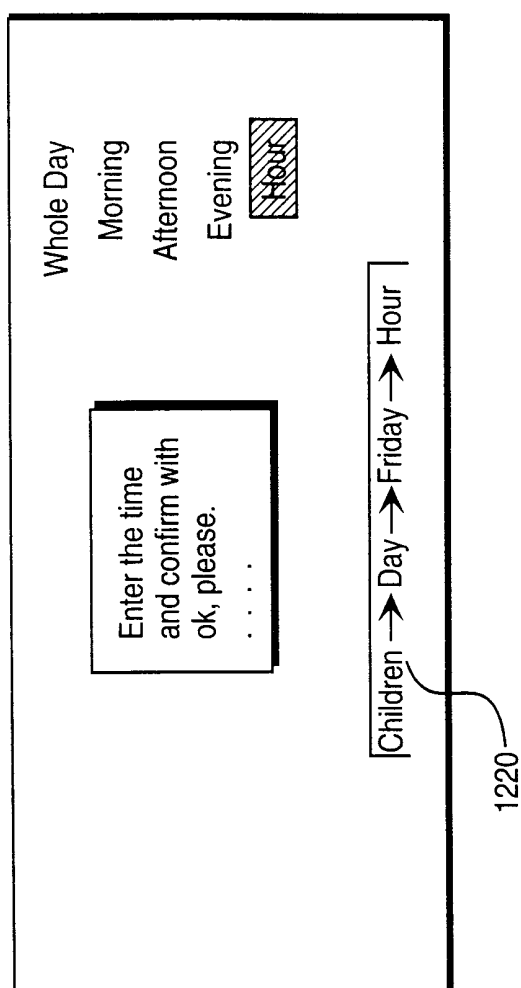 Whole Day
Morning
Afternoon
Evening
Hour
Enter the time
and confirm with
ok, please.
. . . .
Children → Day → Friday → Hour
1220